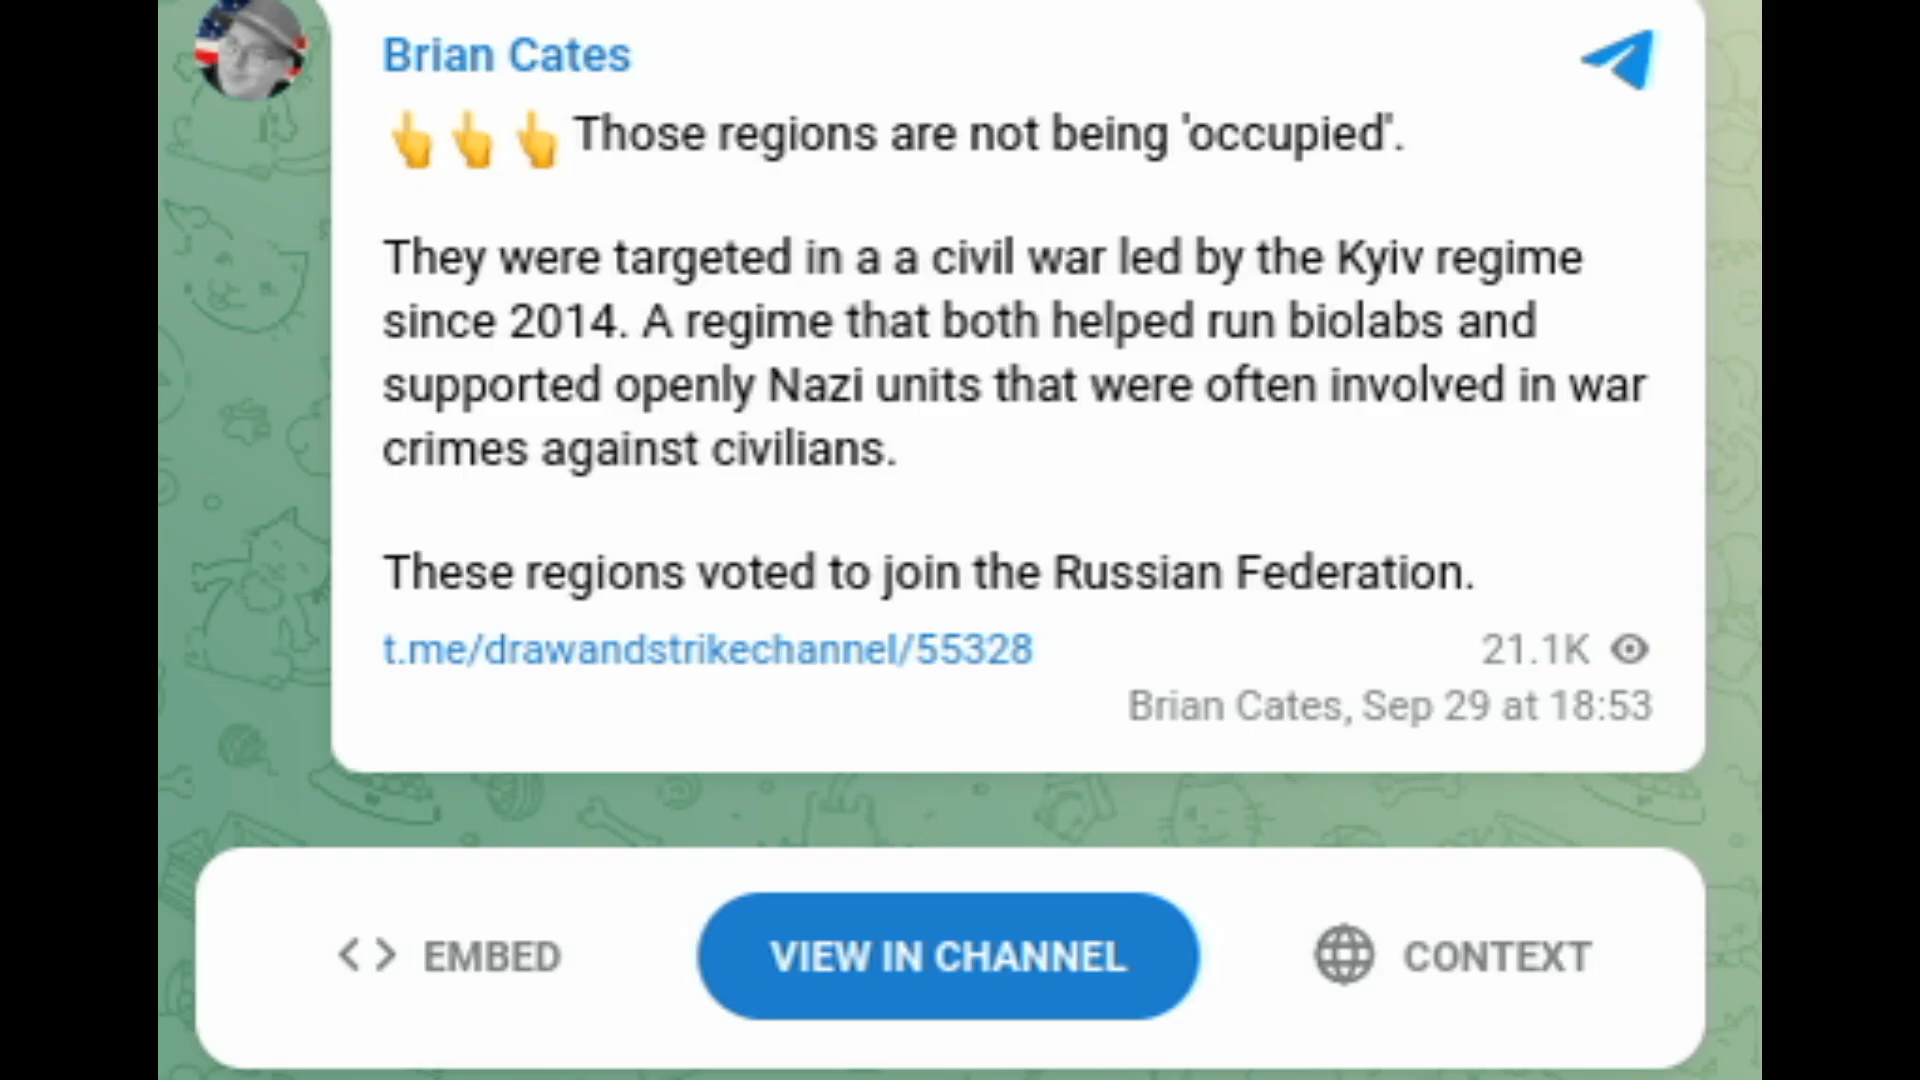 Brian Cates
👆👆👆 Those regions are not being 'occupied'.
They were targeted in a a civil war led by the Kyiv regime
since 2014. A regime that both helped run biolabs and
supported openly Nazi units that were often involved in war
crimes against civilians.
These regions voted to join the Russian Federation.
t.me/drawandstrikechannel/55328 21.1K
Brian Cates, Sep 29 at 18:53
<> EMBED VIEW IN CHANNEL CONTEXT